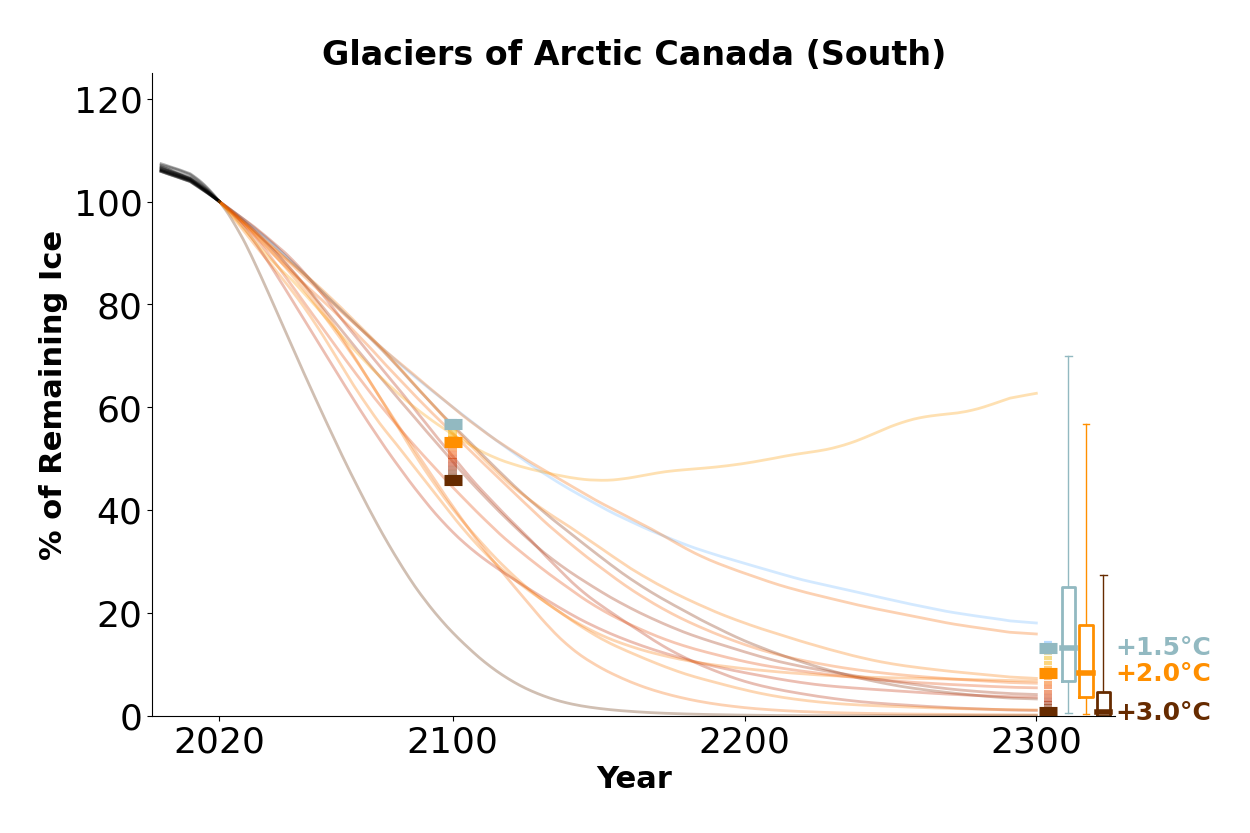 Glaciers of Arctic Canada (South)
120
100
80
60
40
20
0
% of Remaining Ice
+1.5°C
+2.0°C
+3.0°C
2020 2100 2200 2300
Year